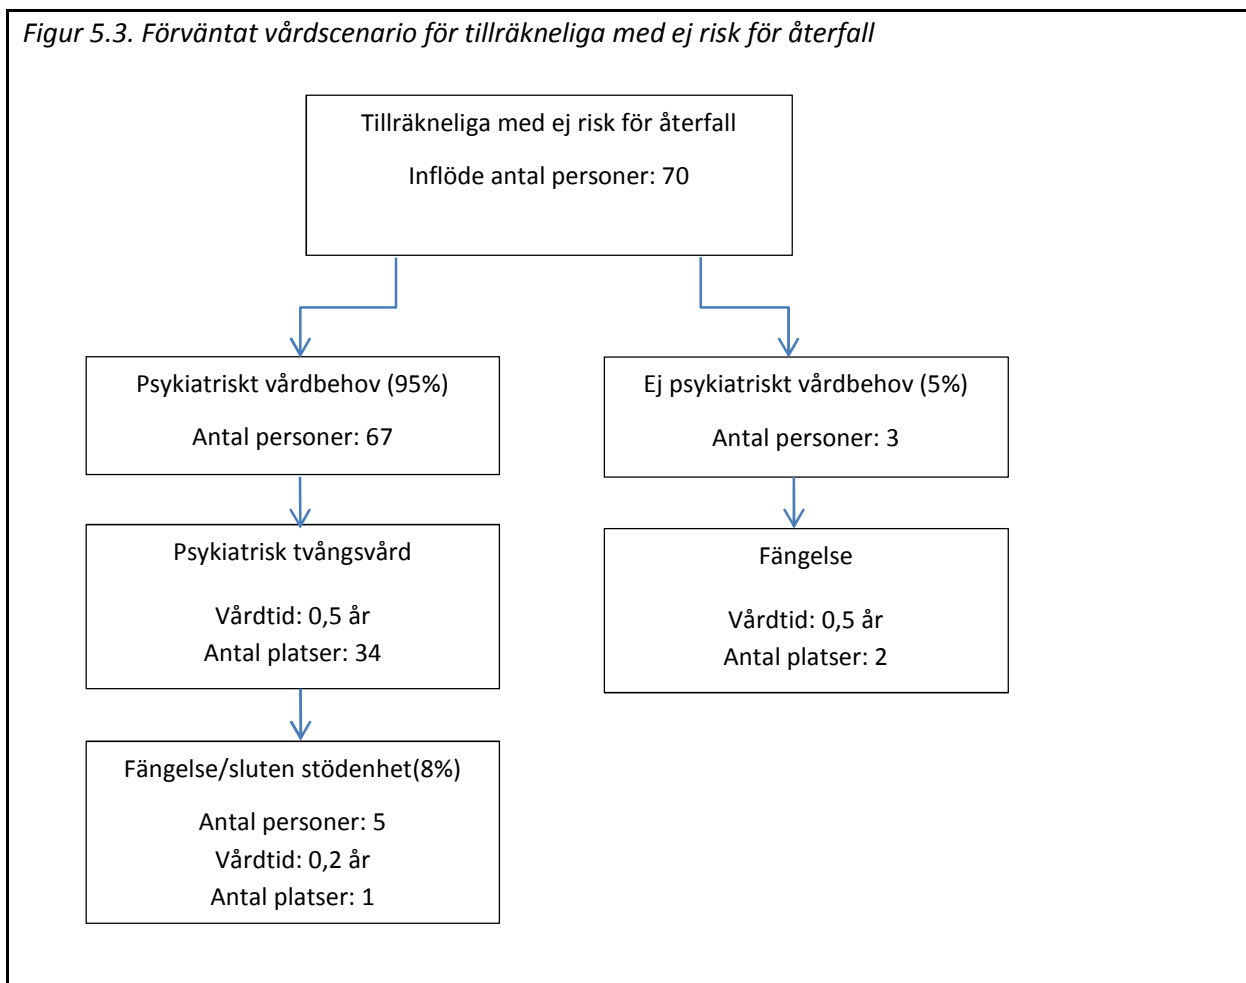 Figur 5.3. Förväntat vårdscenario för tillräkneliga med ej risk för återfall
Tillräkneliga med ej risk för återfall
Inflöde antal personer: 70
Psykiatriskt vårdbehov (95%)
Antal personer: 67
Ej psykiatriskt vårdbehov (5%)
Antal personer: 3
Psykiatrisk tvångsvård
Vårdtid: 0,5 år
Antal platser: 34
Fängelse
Vårdtid: 0,5 år
Antal platser: 2
Fängelse/sluten stödenhet(8%)
Antal personer: 5
Vårdtid: 0,2 år
Antal platser: 1